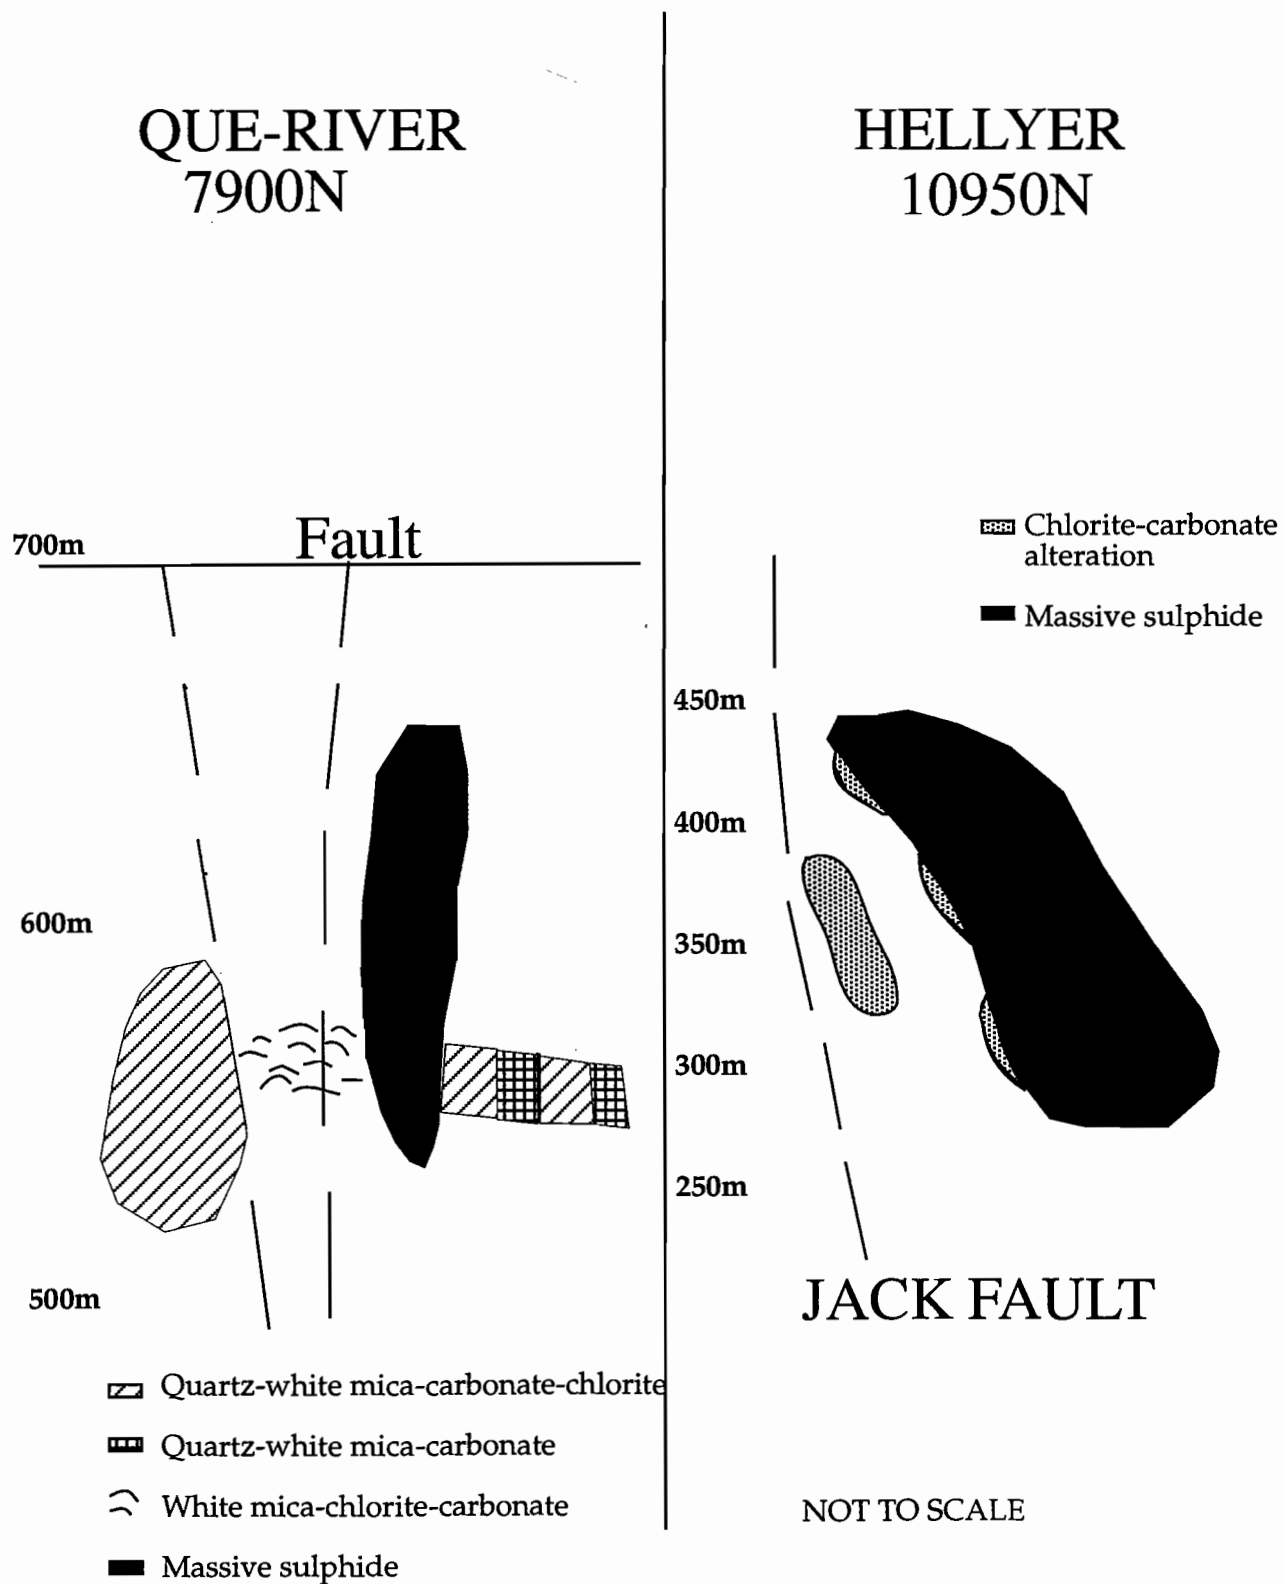 QUE-RIVER
7900N
Fault
700m
600m
500m
Quartz-white mica-carbonate-chlorite
Quartz-white mica-carbonate
White mica-chlorite-carbonate
Massive sulphide
HELLYER
10950N
Chlorite-carbonate
alteration
Massive sulphide
450m
400m
350m
300m
250m
JACK FAULT
NOT TO SCALE